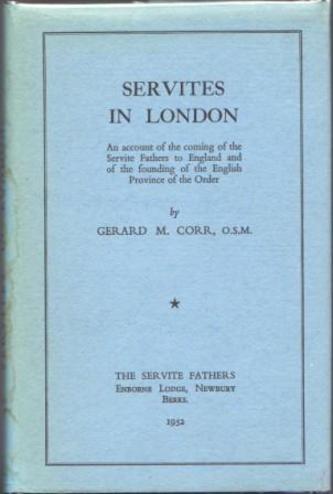 SERVITES
IN LONDON
An account of the coming of the
Servite Fathers to England and
of the founding of the English
Province of the Order
by
GERARD M. CORR, O.S.M.
THE SERVITE FATHERS
ENBORNE LODGE, NEWBURY
BERKS.
1952